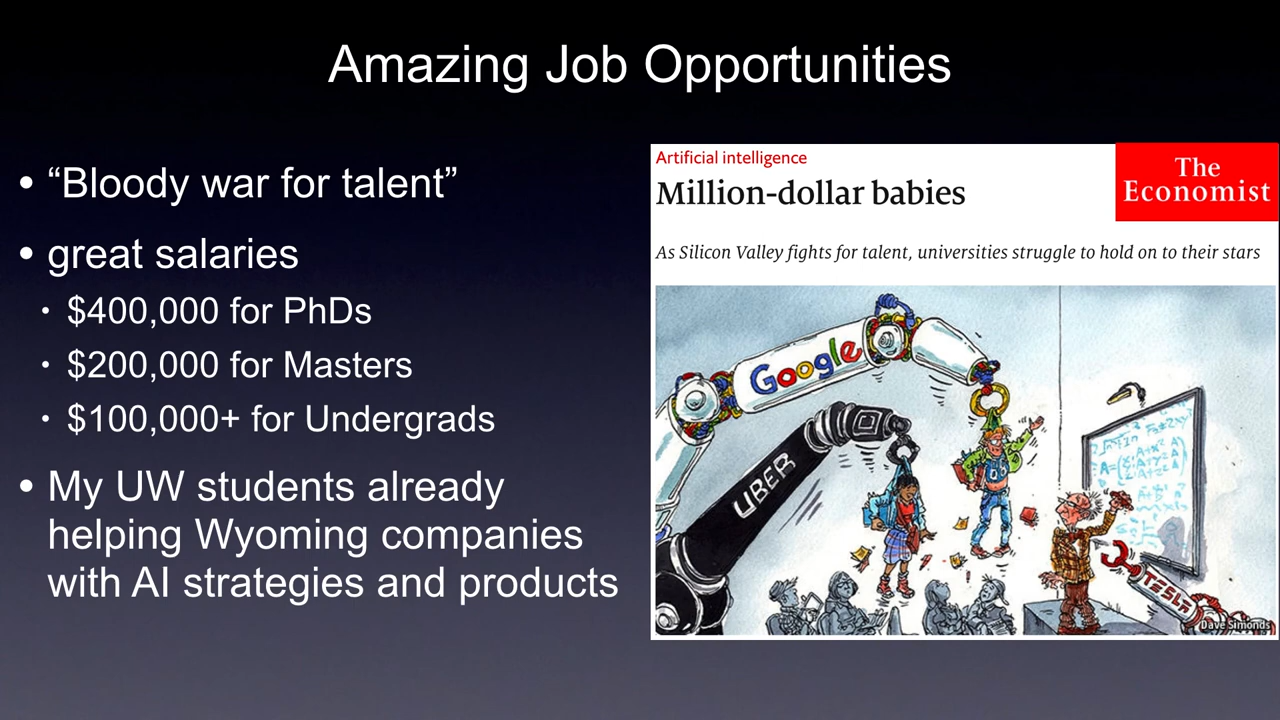 Amazing Job Opportunities
• “Bloody war for talent”
• great salaries
• $400,000 for PhDs
• $200,000 for Masters
• $100,000+ for Undergrads
• My UW students already
helping Wyoming companies
with AI strategies and products
Artificial intelligence
Million-dollar babies
The
Economist
As Silicon Valley fights for talent, universities struggle to hold on to their stars
Google
UBER
TESLA
Dave Simonds